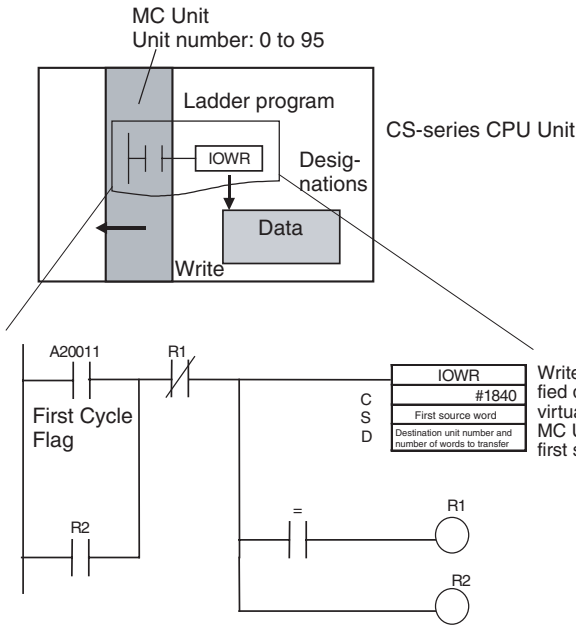 MC Unit
Unit number: 0 to 95
Ladder program
CS-series CPU Unit
IOWR
Desig-
nations
Data
Write
A20011
R1
First Cycle
Flag
IOWR
C
#1840
S
First source word
D
Destination unit number and
number of words to transfer
Write
fied
virtua
MC U
first s
R2
=
R1
R2